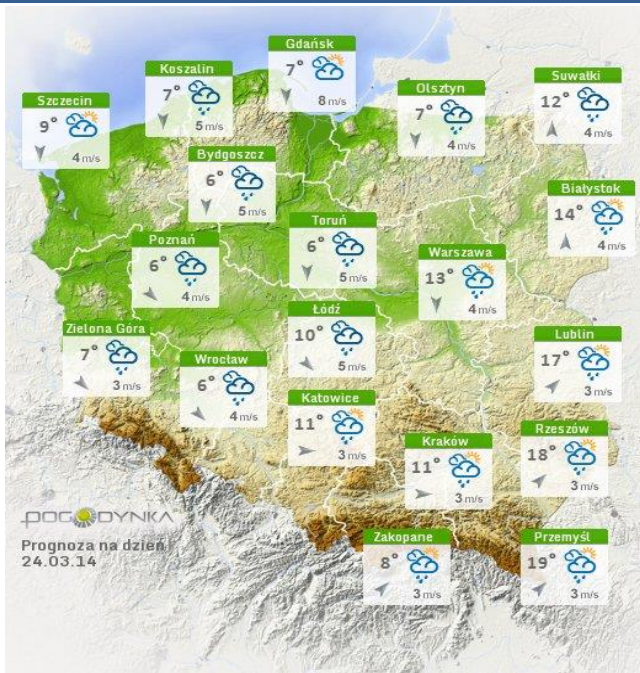 Gdańsk
7°
8 m/s
Koszalin
7°
5 m/s
Suwałki
12°
4 m/s
Olsztyn
7°
4 m/s
Szczecin
9°
4 m/s
Bydgoszcz
6°
5 m/s
Białystok
14°
4 m/s
Toruń
6°
5 m/s
Poznań
6°
4 m/s
Warszawa
13°
4 m/s
Łódź
10°
5 m/s
Zielona Góra
7°
3 m/s
Lublin
17°
3 m/s
Wrocław
6°
4 m/s
Katowice
11°
3 m/s
Rzeszów
18°
3 m/s
Kraków
11°
3 m/s
POGODYNKA
Prognoza na dzień
24.03.14
Zakopane
8°
3 m/s
Przemyśl
19°
3 m/s